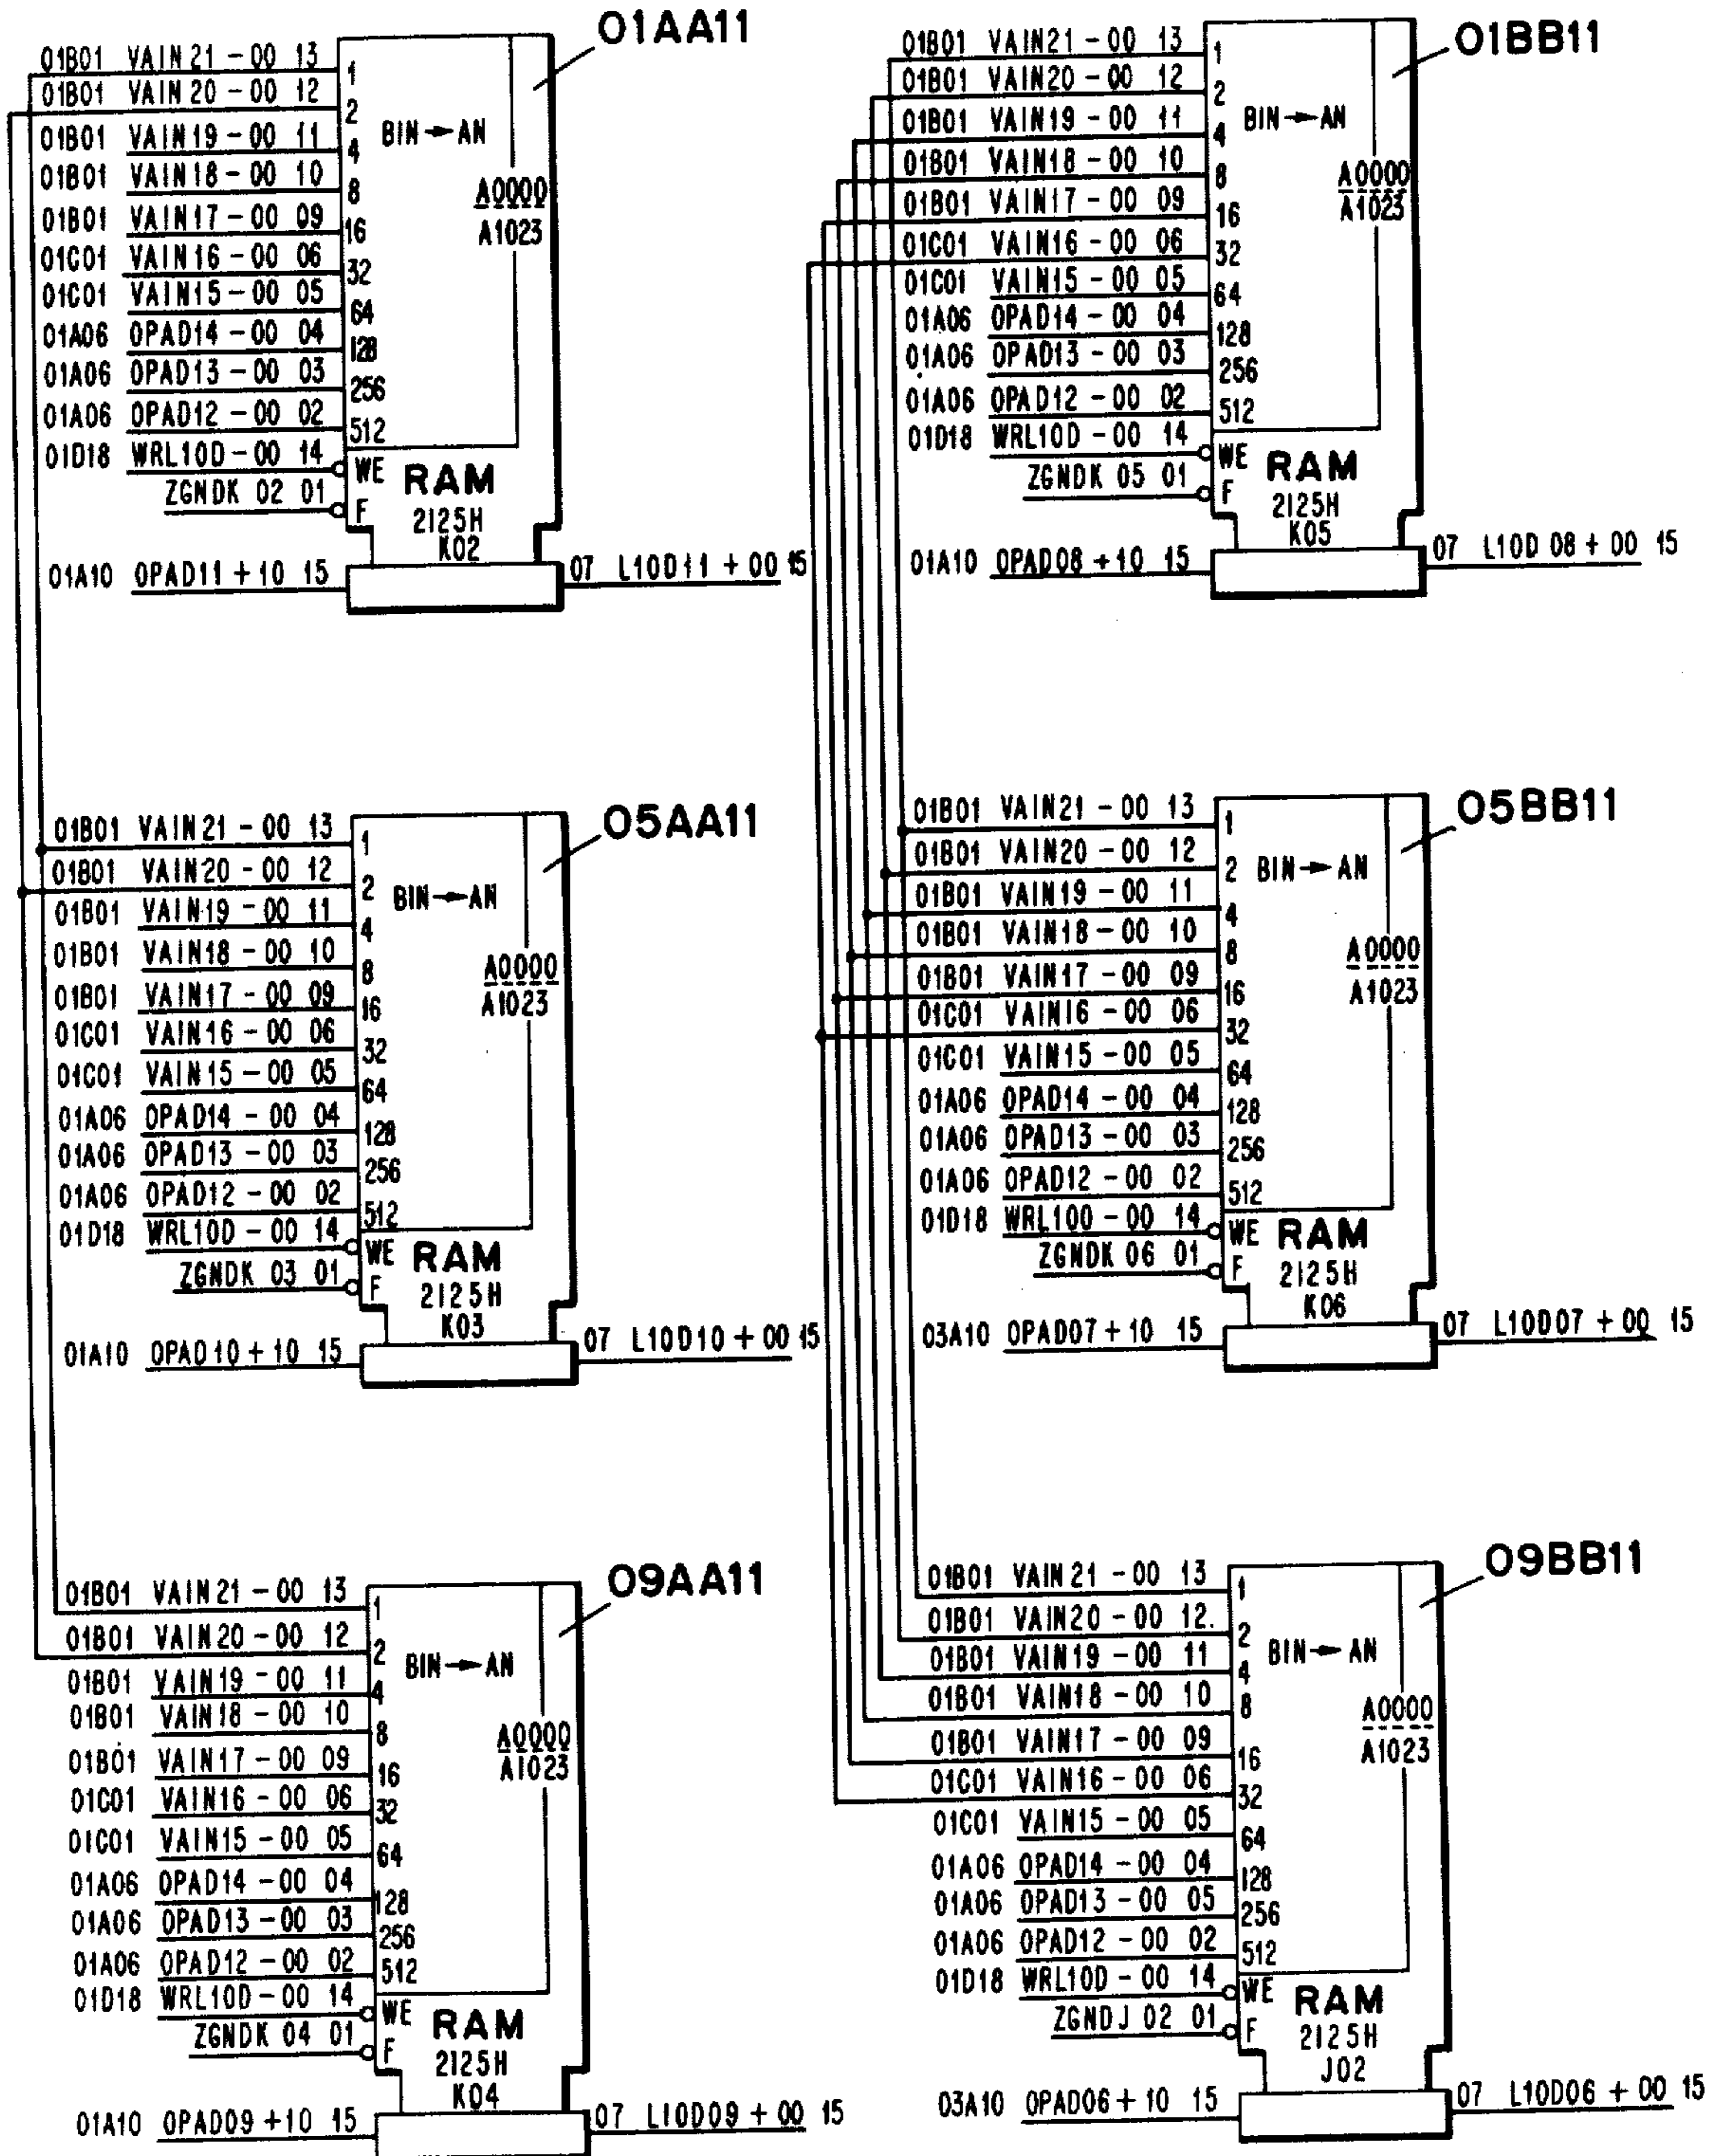 01AA11
01B01 VAIN21-00 13 1
01B01 VAIN20-00 12 2
01B01 VAIN19-00 11 4
01B01 VAIN18-00 10 8
01B01 VAIN17-00 09 16
01C01 VAIN16-00 06 32
01C01 VAIN15-00 05 64
01A06 OPAD14-00 04 128
01A06 OPAD13-00 03 256
01A06 OPAD12-00 02 512
01D18 WRL10D-00 14 WE
ZGNDK 02 01 F
BIN→AN
A0000
A1023
RAM
2125H
K02
01A10 OPAD11+10 15
07 L10D11+00 15
05AA11
01B01 VAIN21-00 13 1
01B01 VAIN20-00 12 2
01B01 VAIN19-00 11 4
01B01 VAIN18-00 10 8
01B01 VAIN17-00 09 16
01C01 VAIN16-00 06 32
01C01 VAIN15-00 05 64
01A06 OPAD14-00 04 128
01A06 OPAD13-00 03 256
01A06 OPAD12-00 02 512
01D18 WRL10D-00 14 WE
ZGNDK 03 01 F
BIN→AN
A0000
A1023
RAM
2125H
K03
01A10 OPAD10+10 15
07 L10D10+00 15
09AA11
01B01 VAIN21-00 13 1
01B01 VAIN20-00 12 2
01B01 VAIN19-00 11 4
01B01 VAIN18-00 10 8
01B01 VAIN17-00 09 16
01C01 VAIN16-00 06 32
01C01 VAIN15-00 05 64
01A06 OPAD14-00 04 128
01A06 OPAD13-00 03 256
01A06 OPAD12-00 02 512
01D18 WRL10D-00 14 WE
ZGNDK 04 01 F
BIN→AN
A0000
A1023
RAM
2125H
K04
01A10 OPAD09+10 15
07 L10D09+00 15
01BB11
01B01 VAIN21-00 13 1
01B01 VAIN20-00 12 2
01B01 VAIN19-00 11 4
01B01 VAIN18-00 10 8
01B01 VAIN17-00 09 16
01C01 VAIN16-00 06 32
01C01 VAIN15-00 05 64
01A06 OPAD14-00 04 128
01A06 OPAD13-00 03 256
01A06 OPAD12-00 02 512
01D18 WRL10D-00 14 WE
ZGNDK 05 01 F
BIN→AN
A0000
A1023
RAM
2125H
K05
01A10 OPAD08+10 15
07 L10D08+00 15
05BB11
01B01 VAIN21-00 13 1
01B01 VAIN20-00 12 2
01B01 VAIN19-00 11 4
01B01 VAIN18-00 10 8
01B01 VAIN17-00 09 16
01C01 VAIN16-00 06 32
01C01 VAIN15-00 05 64
01A06 OPAD14-00 04 128
01A06 OPAD13-00 03 256
01A06 OPAD12-00 02 512
01D18 WRL100-00 14 WE
ZGNDK 06 01 F
BIN→AN
A0000
A1023
RAM
2125H
K06
03A10 OPAD07+10 15
07 L10D07+00 15
09BB11
01B01 VAIN21-00 13 1
01B01 VAIN20-00 12. 2
01B01 VAIN19-00 11 4
01B01 VAIN18-00 10 8
01B01 VAIN17-00 09 16
01C01 VAIN16-00 06 32
01C01 VAIN15-00 05 64
01A06 OPAD14-00 04 128
01A06 OPAD13-00 05 256
01A06 OPAD12-00 02 512
01D18 WRL10D-00 14 WE
ZGNDJ 02 01 F
BIN→AN
A0000
A1023
RAM
2125H
J02
03A10 OPAD06+10 15
07 L10D06+00 15